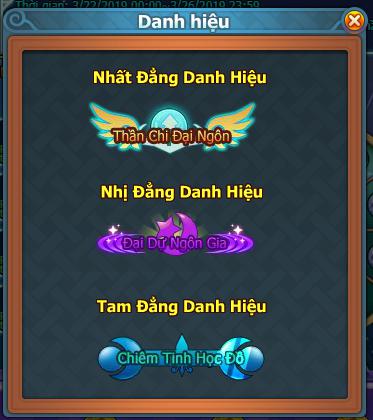 Thời gian: 3/22/2019 00:00--3/26/2019 23:59
Danh hiệu
Nhất Đẳng Danh Hiệu
Thần Chi Đại Ngôn
Nhị Đẳng Danh Hiệu
Đại Dự Ngôn Gia
Tam Đẳng Danh Hiệu
Chiêm Tinh Học Đồ